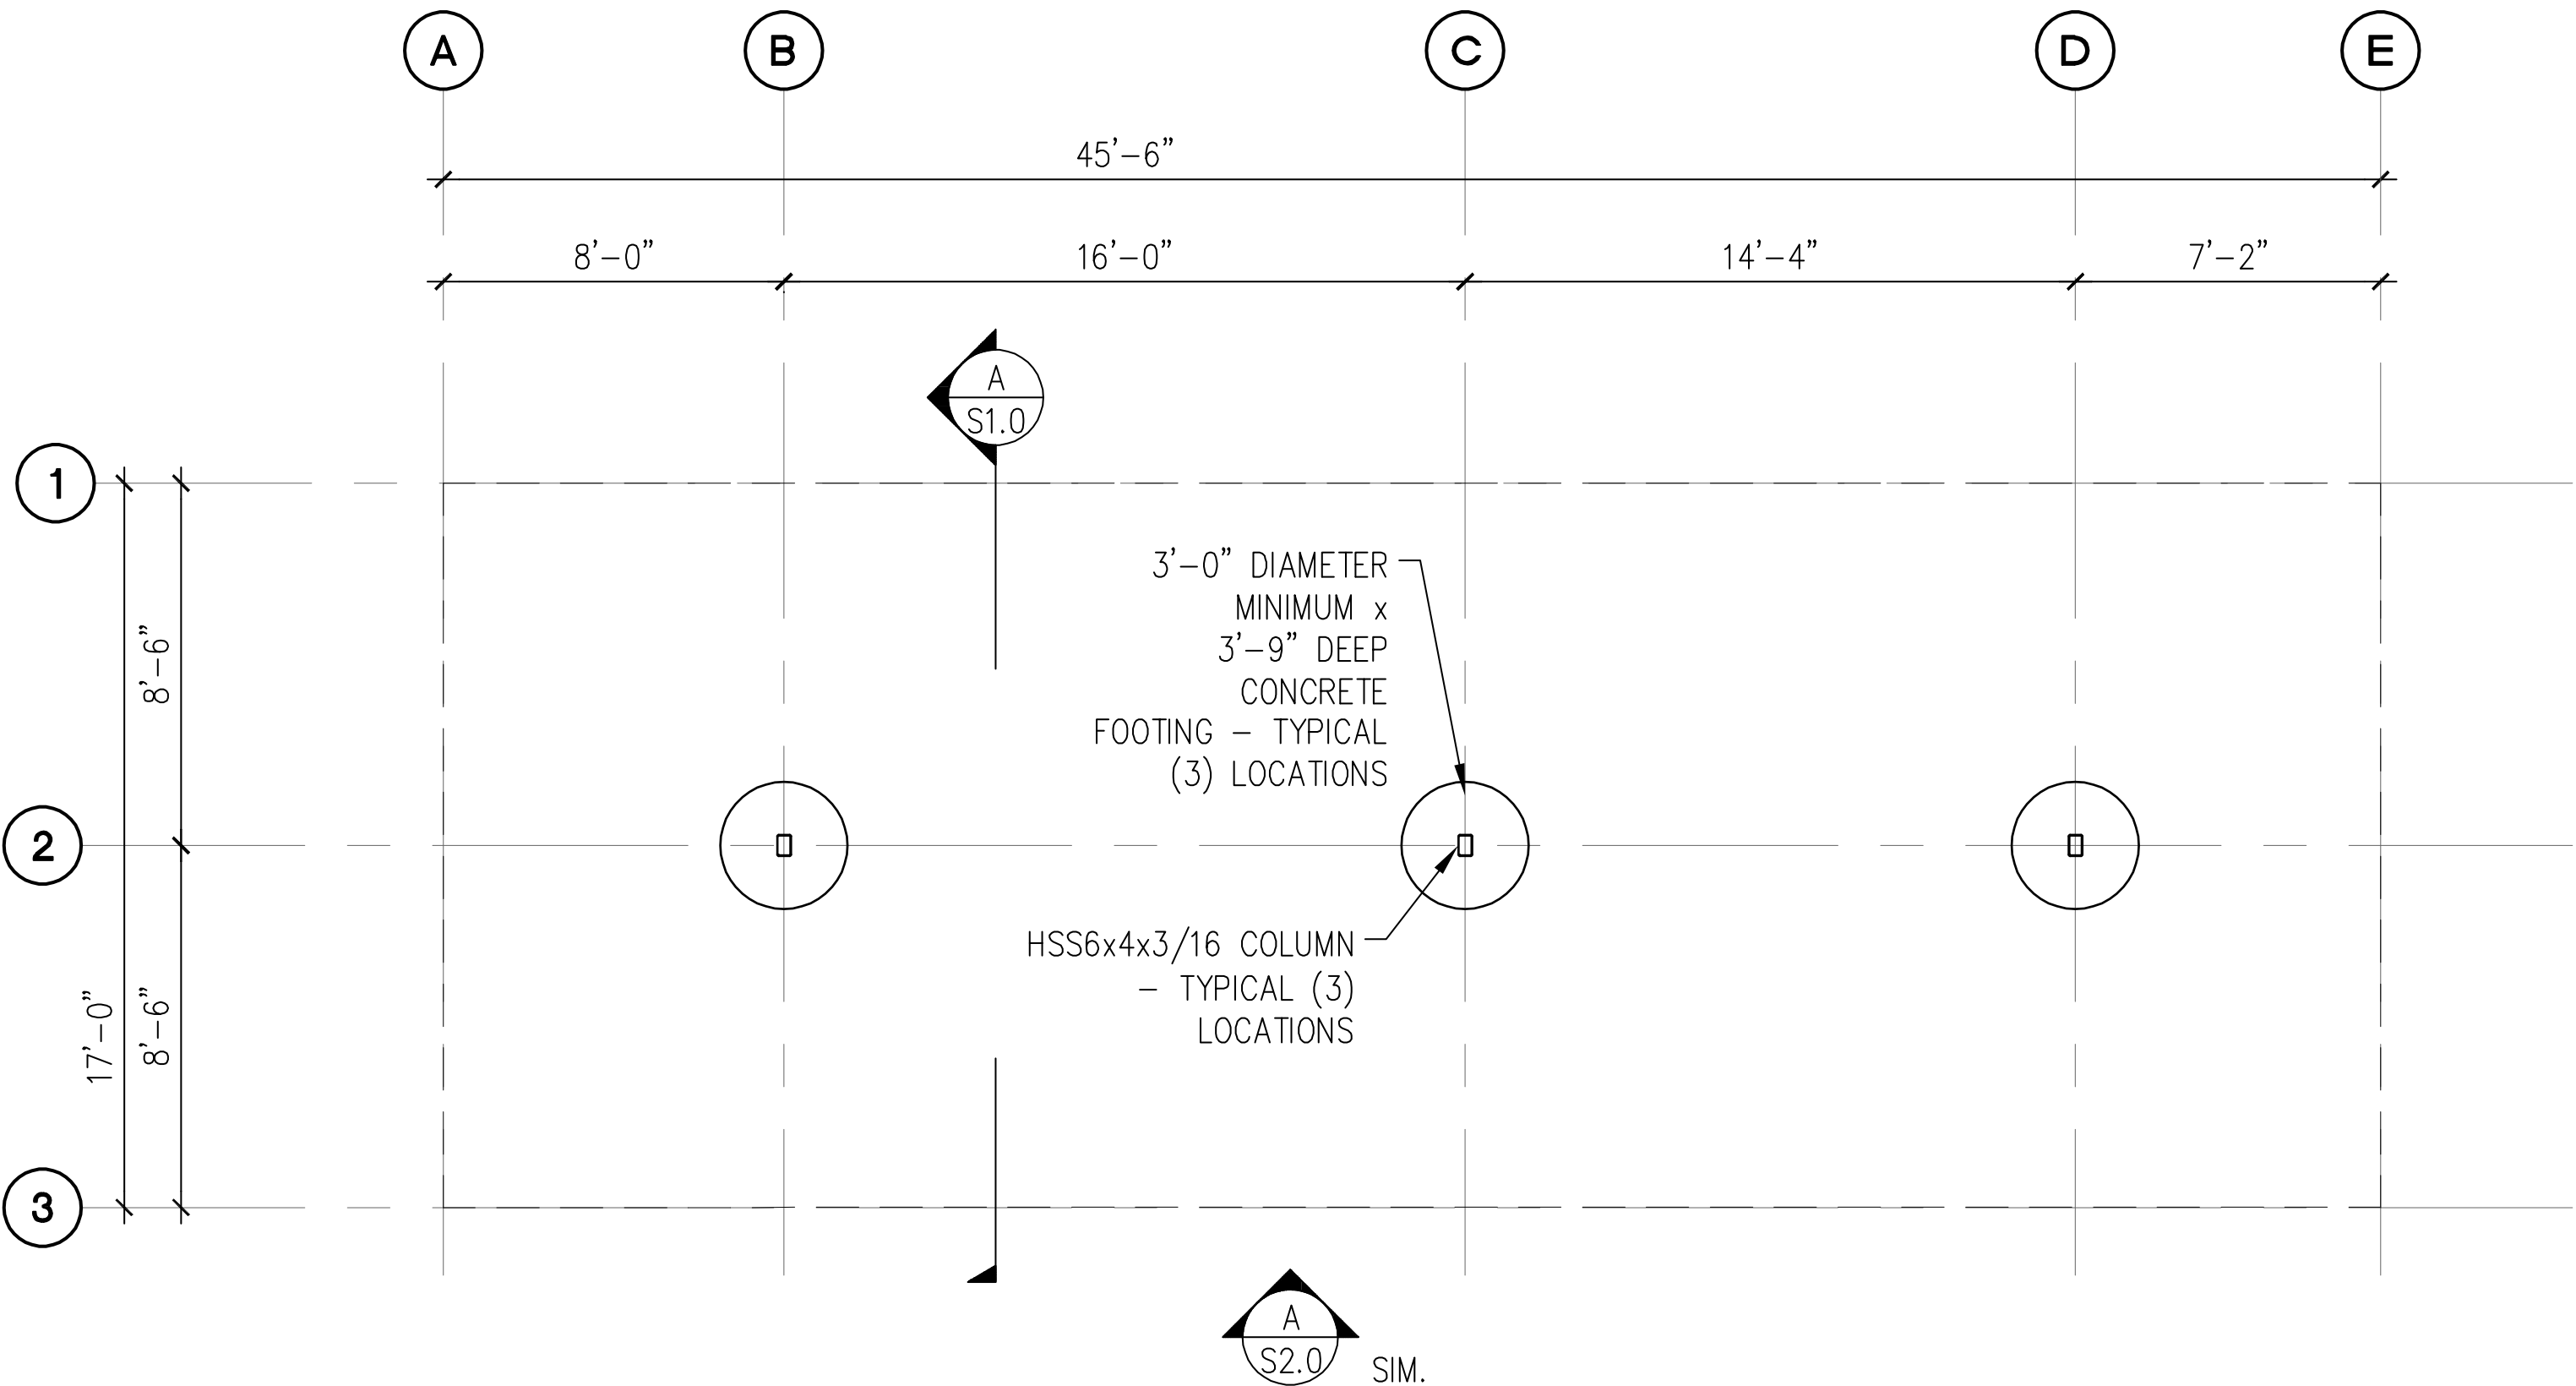 A B C D E
45'-6"
8'-0" 16'-0" 14'-4" 7'-2"
A
S1.0
1
3'-0" DIAMETER
MINIMUM x
3'-9" DEEP
CONCRETE
FOOTING - TYPICAL
(3) LOCATIONS
8'-6"
2
HSS6x4x3/16 COLUMN
- TYPICAL (3)
LOCATIONS
17'-0"
8'-6"
3
A
S2.0
SIM.